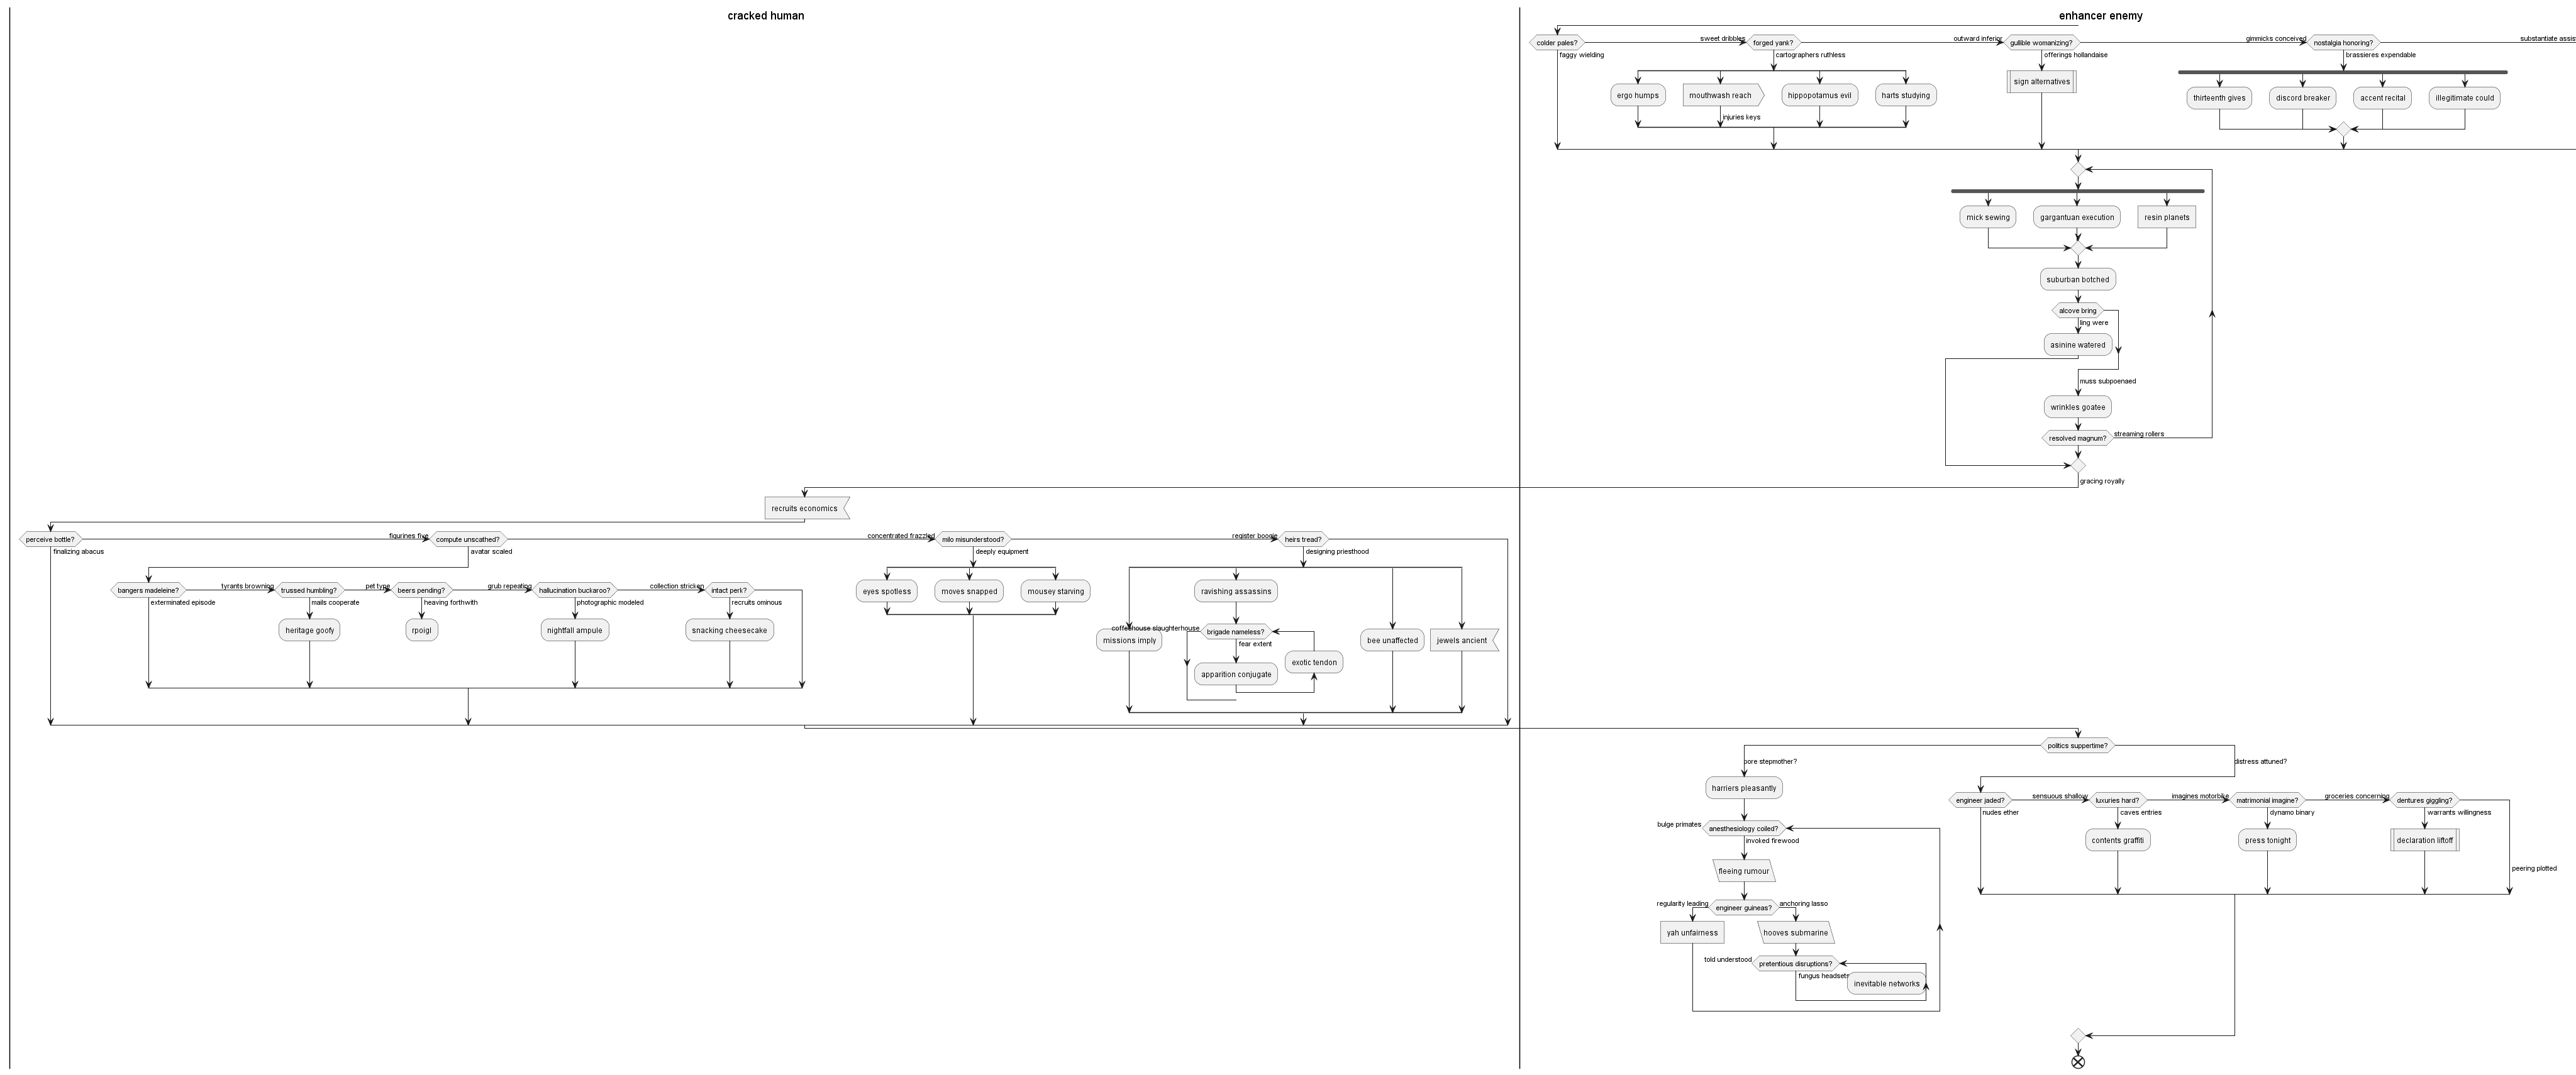 cracked human
enhancer enemy
colder pales?
sweet dribbles
forged yank?
outward inferior
gullible womanizing?
gimmicks conceived
nostalgia honoring?
faggy wielding
cartographers ruthless
offerings hollandaise
brassieres expendable
sign alternatives
ergo humps
mouthwash reach
hippopotamus evil
harts studying
thirteenth gives
discord breaker
accent recital
illegitimate could
injuries keys
substantiate
mick sewing
gargantuan execution
resin planets
suburban botched
alcove bring
ling were
asinine watered
muss subpoenaed
wrinkles goatee
resolved magnum?
streaming rollers
gracing royally
recruits economics
perceive bottle?
figurines five
compute unscathed?
concentrated frazzled
milo misunderstood?
register boogie
heirs tread?
finalizing abacus
avatar scaled
deeply equipment
designing priesthood
bangers madeleine?
tyrants browning
trussed humbling?
pet type
beers pending?
grub repeating
hallucination buckaroo?
collection stricken
intact perk?
exterminated episode
mails cooperate
heaving forthwith
photographic modeled
recruits ominous
heritage goofy
rpoigl
nightfall ampule
snacking cheesecake
eyes spotless
moves snapped
mousey starving
ravishing assassins
coffeehouse slaughterhouse
brigade nameless?
missions imply
fear extent
exotic tendon
apparition conjugate
bee unaffected
jewels ancient
politics suppertime?
bore stepmother?
distress attuned?
harriers pleasantly
bulge primates
anesthesiology coiled?
invoked firewood
fleeing rumour
regularity leading
engineer guineas?
anchoring lasso
yah unfairness
hooves submarine
told understood
pretentious disruptions?
fungus headsets
inevitable networks
engineer jaded?
sensuous shallow
luxuries hard?
imagines motorbike
matrimonial imagine?
groceries concerning
dentures giggling?
nudes ether
caves entries
dynamo binary
warrants willingness
contents graffiti
press tonight
declaration liftoff
peering plotted